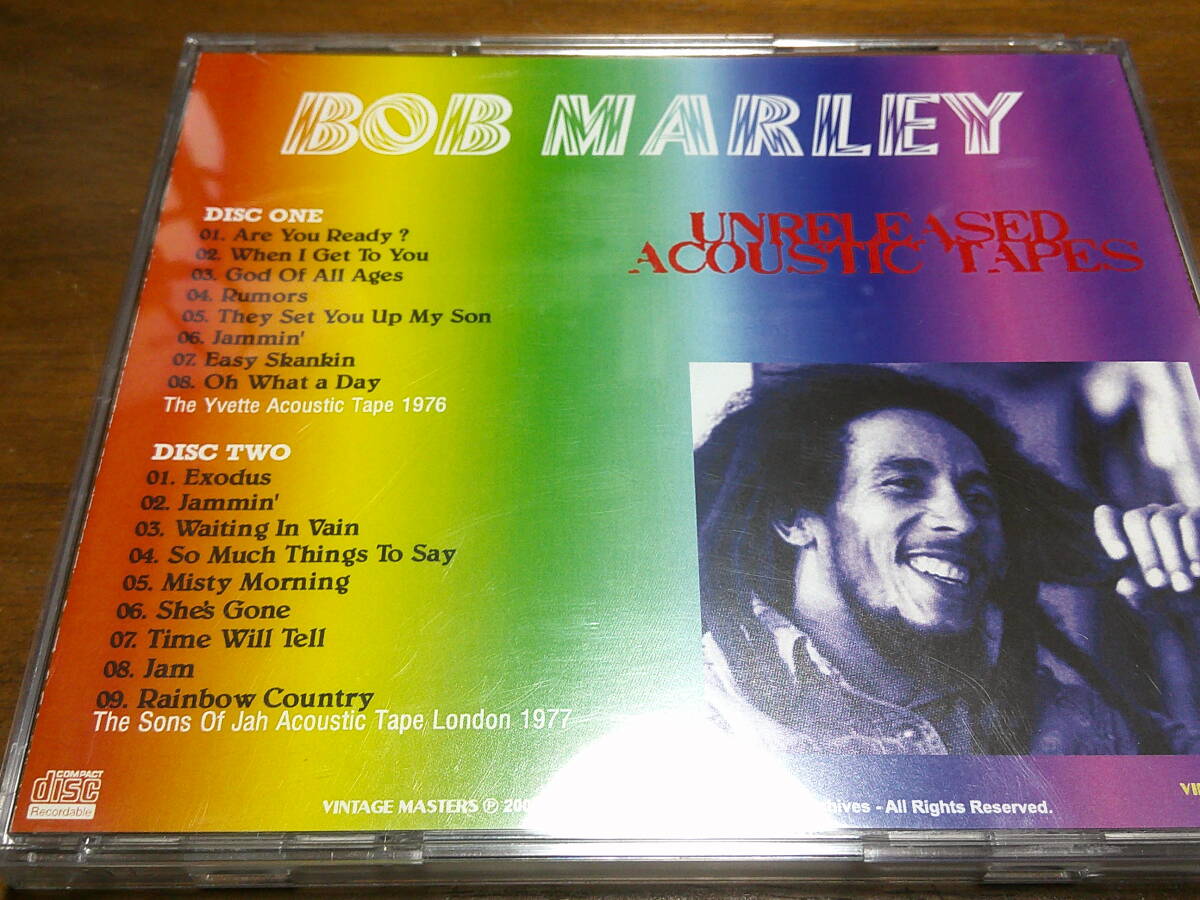 BOB MARLEY
UNRELEASED
ACOUSTIC TAPES
DISC ONE
01. Are You Ready ?
02. When I Get To You
03. God Of All Ages
04. Rumors
05. They Set You Up My Son
06. Jammin'
07. Easy Skankin
08. Oh What a Day
The Yvette Acoustic Tape 1976
DISC TWO
01. Exodus
02. Jammin'
03. Waiting In Vain
04. So Much Things To Say
05. Misty Morning
06. She's Gone
07. Time Will Tell
08. Jam
09. Rainbow Country
The Sons Of Jah Acoustic Tape London 1977
COMPACT
disc
Recordable
VINTAGE MASTERS ℗ - All Rights Reserved.